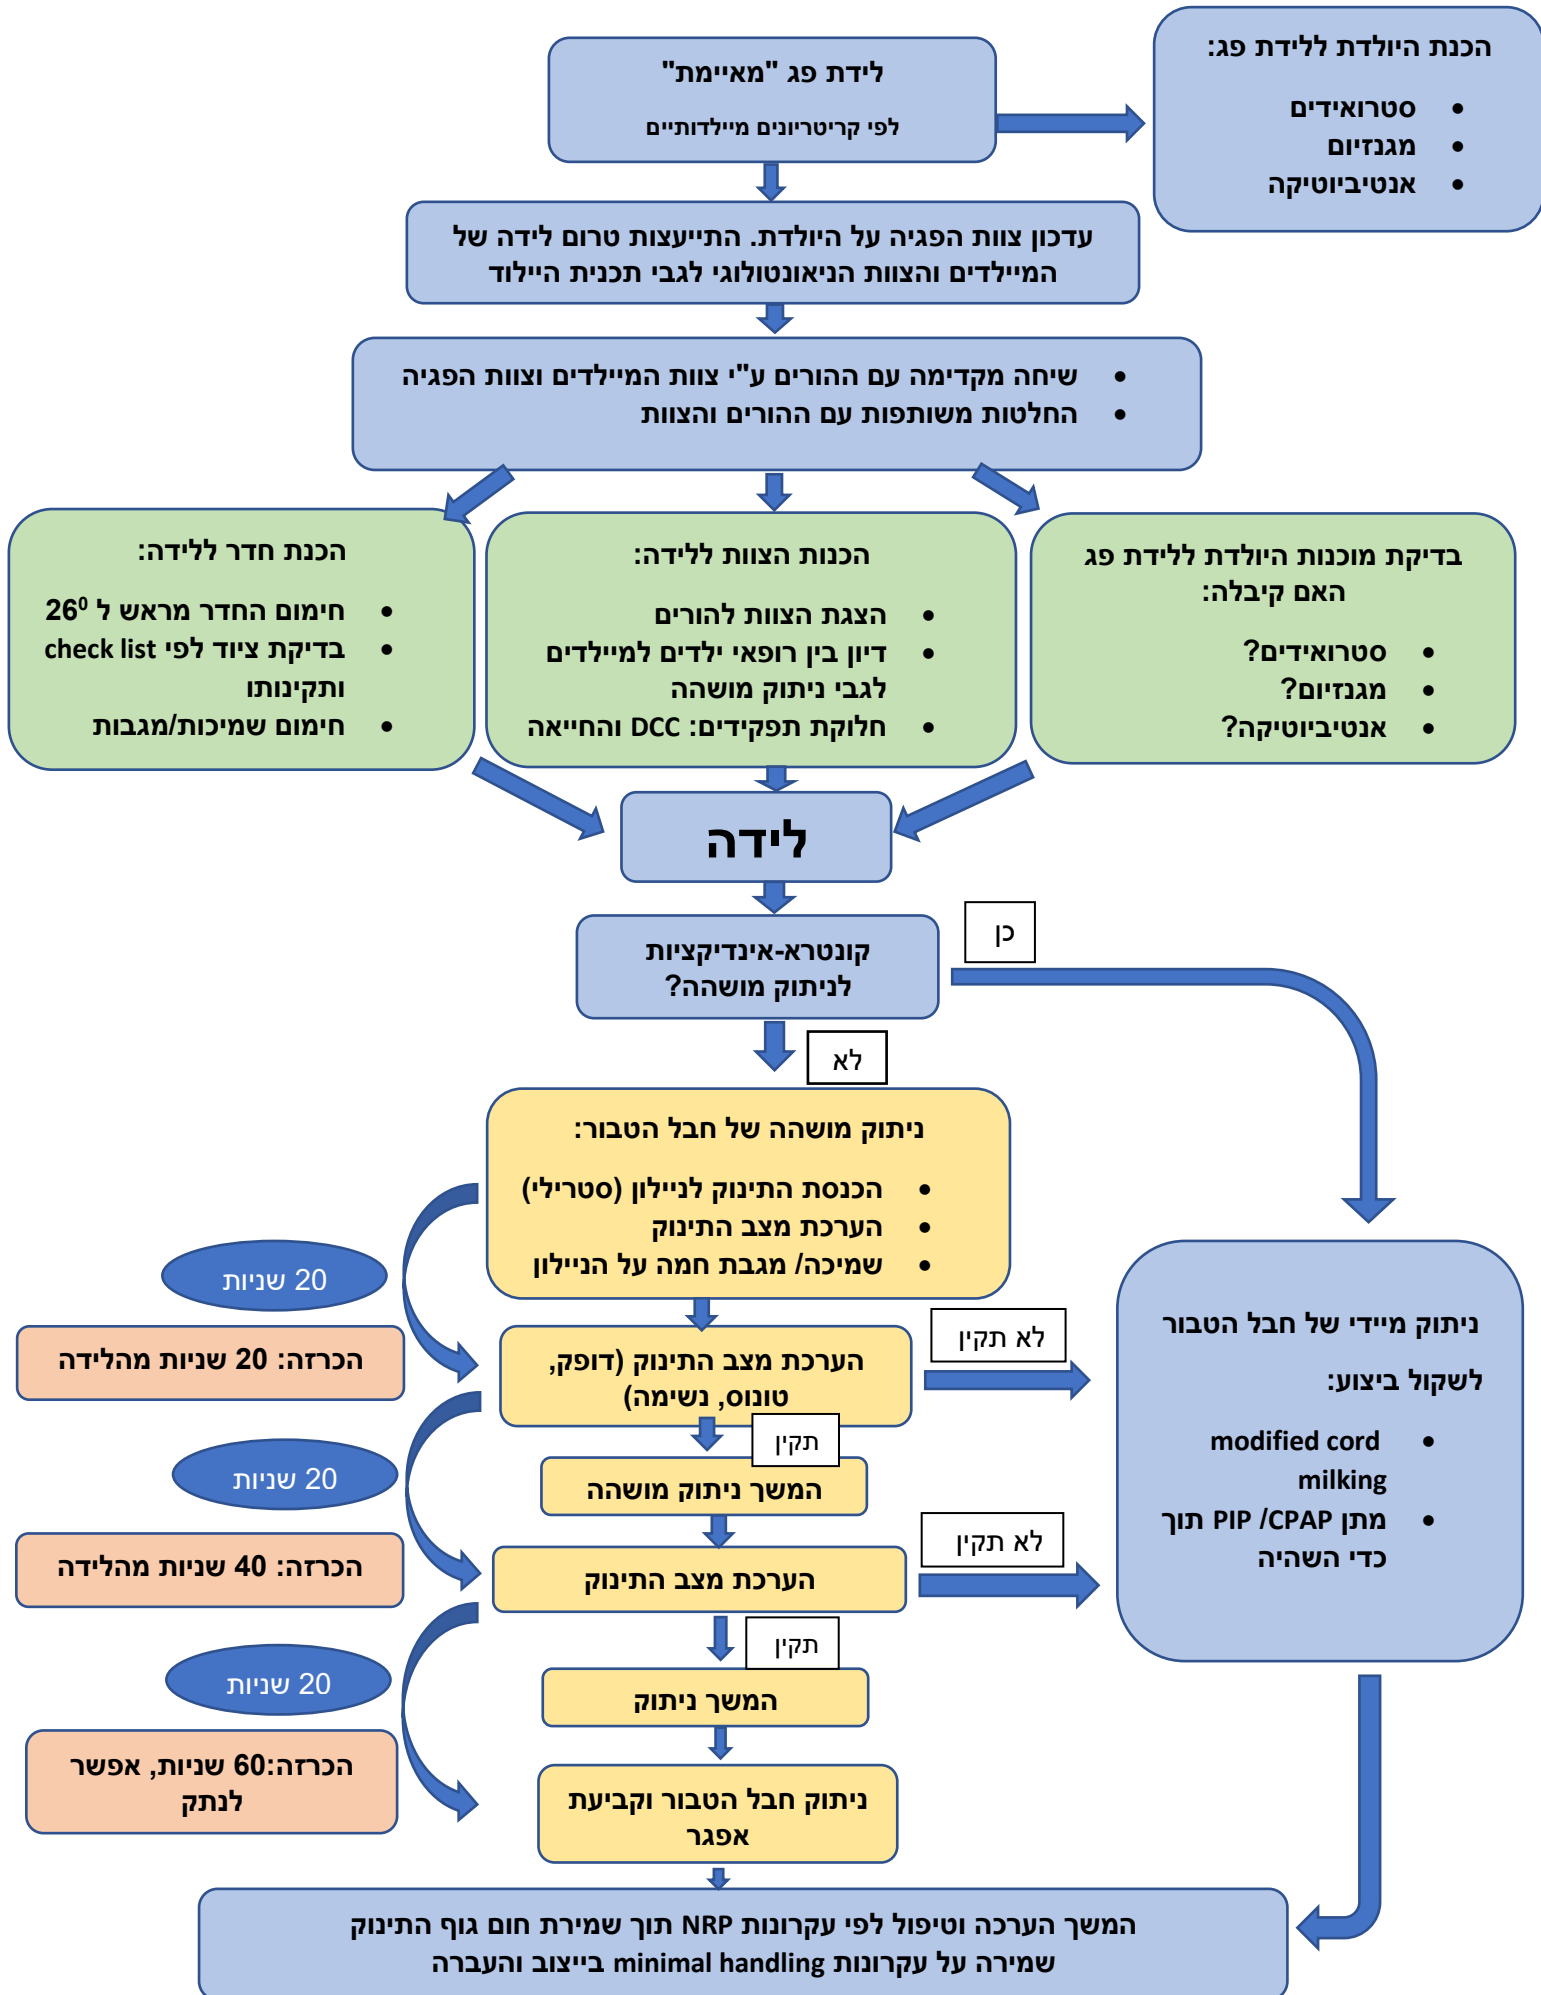 לידת פג "מאיימת"
לפי קריטריונים מיילדותיים
הכנת היולדת ללידת פג:
• סטרואידים
• מגנזיום
• אנטיביוטיקה
עדכון צוות הפגיה על היולדת. התייעצות טרום לידה של
המיילדים והצוות הניאונטולוגי לגבי תכנית היילוד
• שיחה מקדימה עם ההורים ע"י צוות המיילדים וצוות הפגיה
• החלטות משותפות עם ההורים והצוות
בדיקת מוכנות היולדת ללידת פג
האם קיבלה:
• סטרואידים?
• מגנזיום?
• אנטיביוטיקה?
הכנות הצוות ללידה:
• הצגת הצוות להורים
• דיון בין רופאי ילדים למיילדים
לגבי ניתוק מושהה
• חלוקת תפקידים: DCC והחייאה
הכנת חדר ללידה:
• חימום החדר מראש ל 26⁰
• בדיקת ציוד לפי check list
ותקינותו
• חימום שמיכות/מגבות
לידה
קונטרא-אינדיקציות
לניתוק מושהה?
כן
לא
ניתוק מושהה של חבל הטבור:
• הכנסת התינוק לניילון (סטרילי)
• הערכת מצב התינוק
• שמיכה/ מגבת חמה על הניילון
20 שניות
הכרזה: 20 שניות מהלידה
הערכת מצב התינוק (דופק,
טונוס, נשימה)
לא תקין
תקין
המשך ניתוק מושהה
20 שניות
הכרזה: 40 שניות מהלידה
הערכת מצב התינוק
לא תקין
תקין
המשך ניתוק
20 שניות
הכרזה:60 שניות, אפשר
לנתק
ניתוק חבל הטבור וקביעת
אפגר
ניתוק מיידי של חבל הטבור
לשקול ביצוע:
• modified cord
milking
• מתן PIP /CPAP תוך
כדי השהיה
המשך הערכה וטיפול לפי עקרונות NRP תוך שמירת חום גוף התינוק
שמירה על עקרונות minimal handling בייצוב והעברה